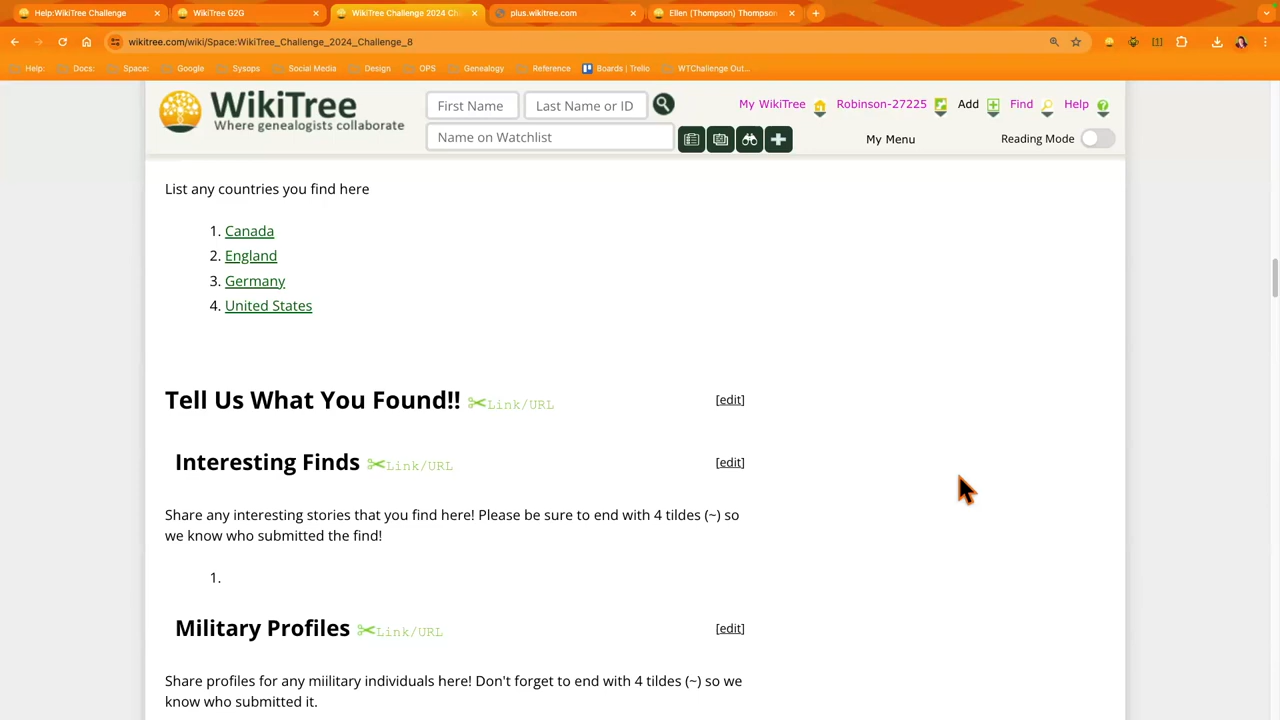 Help:WikiTree Challenge
WikiTree G2G
WikiTree Challenge 2024 Ch
plus.wikitree.com
Ellen (Thompson) Thompson
wikitree.com/wiki/Space:WikiTree_Challenge_2024_Challenge_8
Help: Docs: Space: Google Sysops Social Media Design OPS Genealogy Reference Boards | Trello WTChallenge Out...
WikiTree
Where genealogists collaborate
First Name
Last Name or ID
My WikiTree Robinson-27225 Add Find Help
Name on Watchlist
My Menu
Reading Mode
List any countries you find here
1. Canada
2. England
3. Germany
4. United States
Tell Us What You Found!! Link/URL [edit]
Interesting Finds Link/URL [edit]
Share any interesting stories that you find here! Please be sure to end with 4 tildes (~) so
we know who submitted the find!
1.
Military Profiles Link/URL [edit]
Share profiles for any miilitary individuals here! Don't forget to end with 4 tildes (~) so we
know who submitted it.